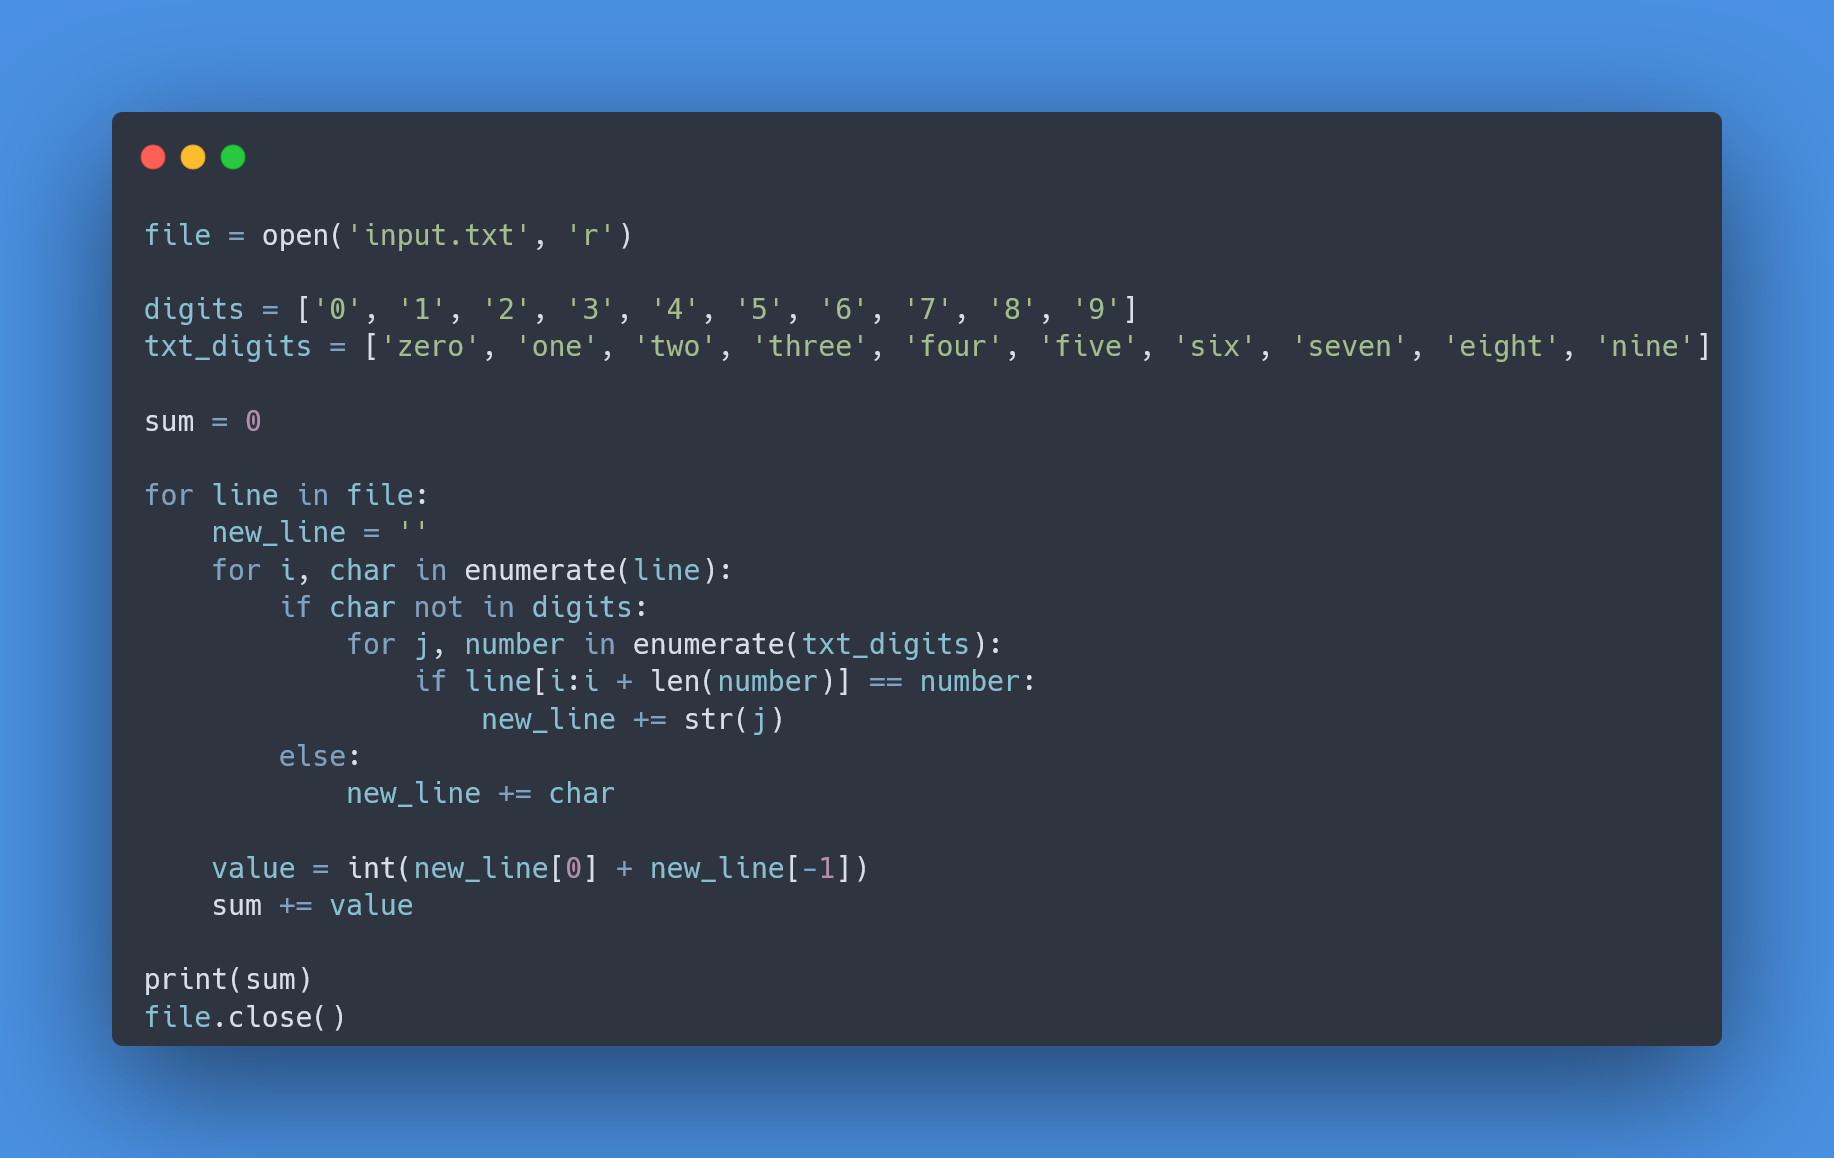 file = open('input.txt', 'r')

digits = ['0', '1', '2', '3', '4', '5', '6', '7', '8', '9']
txt_digits = ['zero', 'one', 'two', 'three', 'four', 'five', 'six', 'seven', 'eight', 'nine']

sum = 0

for line in file:
    new_line = ''
    for i, char in enumerate(line):
        if char not in digits:
            for j, number in enumerate(txt_digits):
                if line[i:i + len(number)] == number:
                    new_line += str(j)
        else:
            new_line += char

    value = int(new_line[0] + new_line[-1])
    sum += value

print(sum)
file.close()